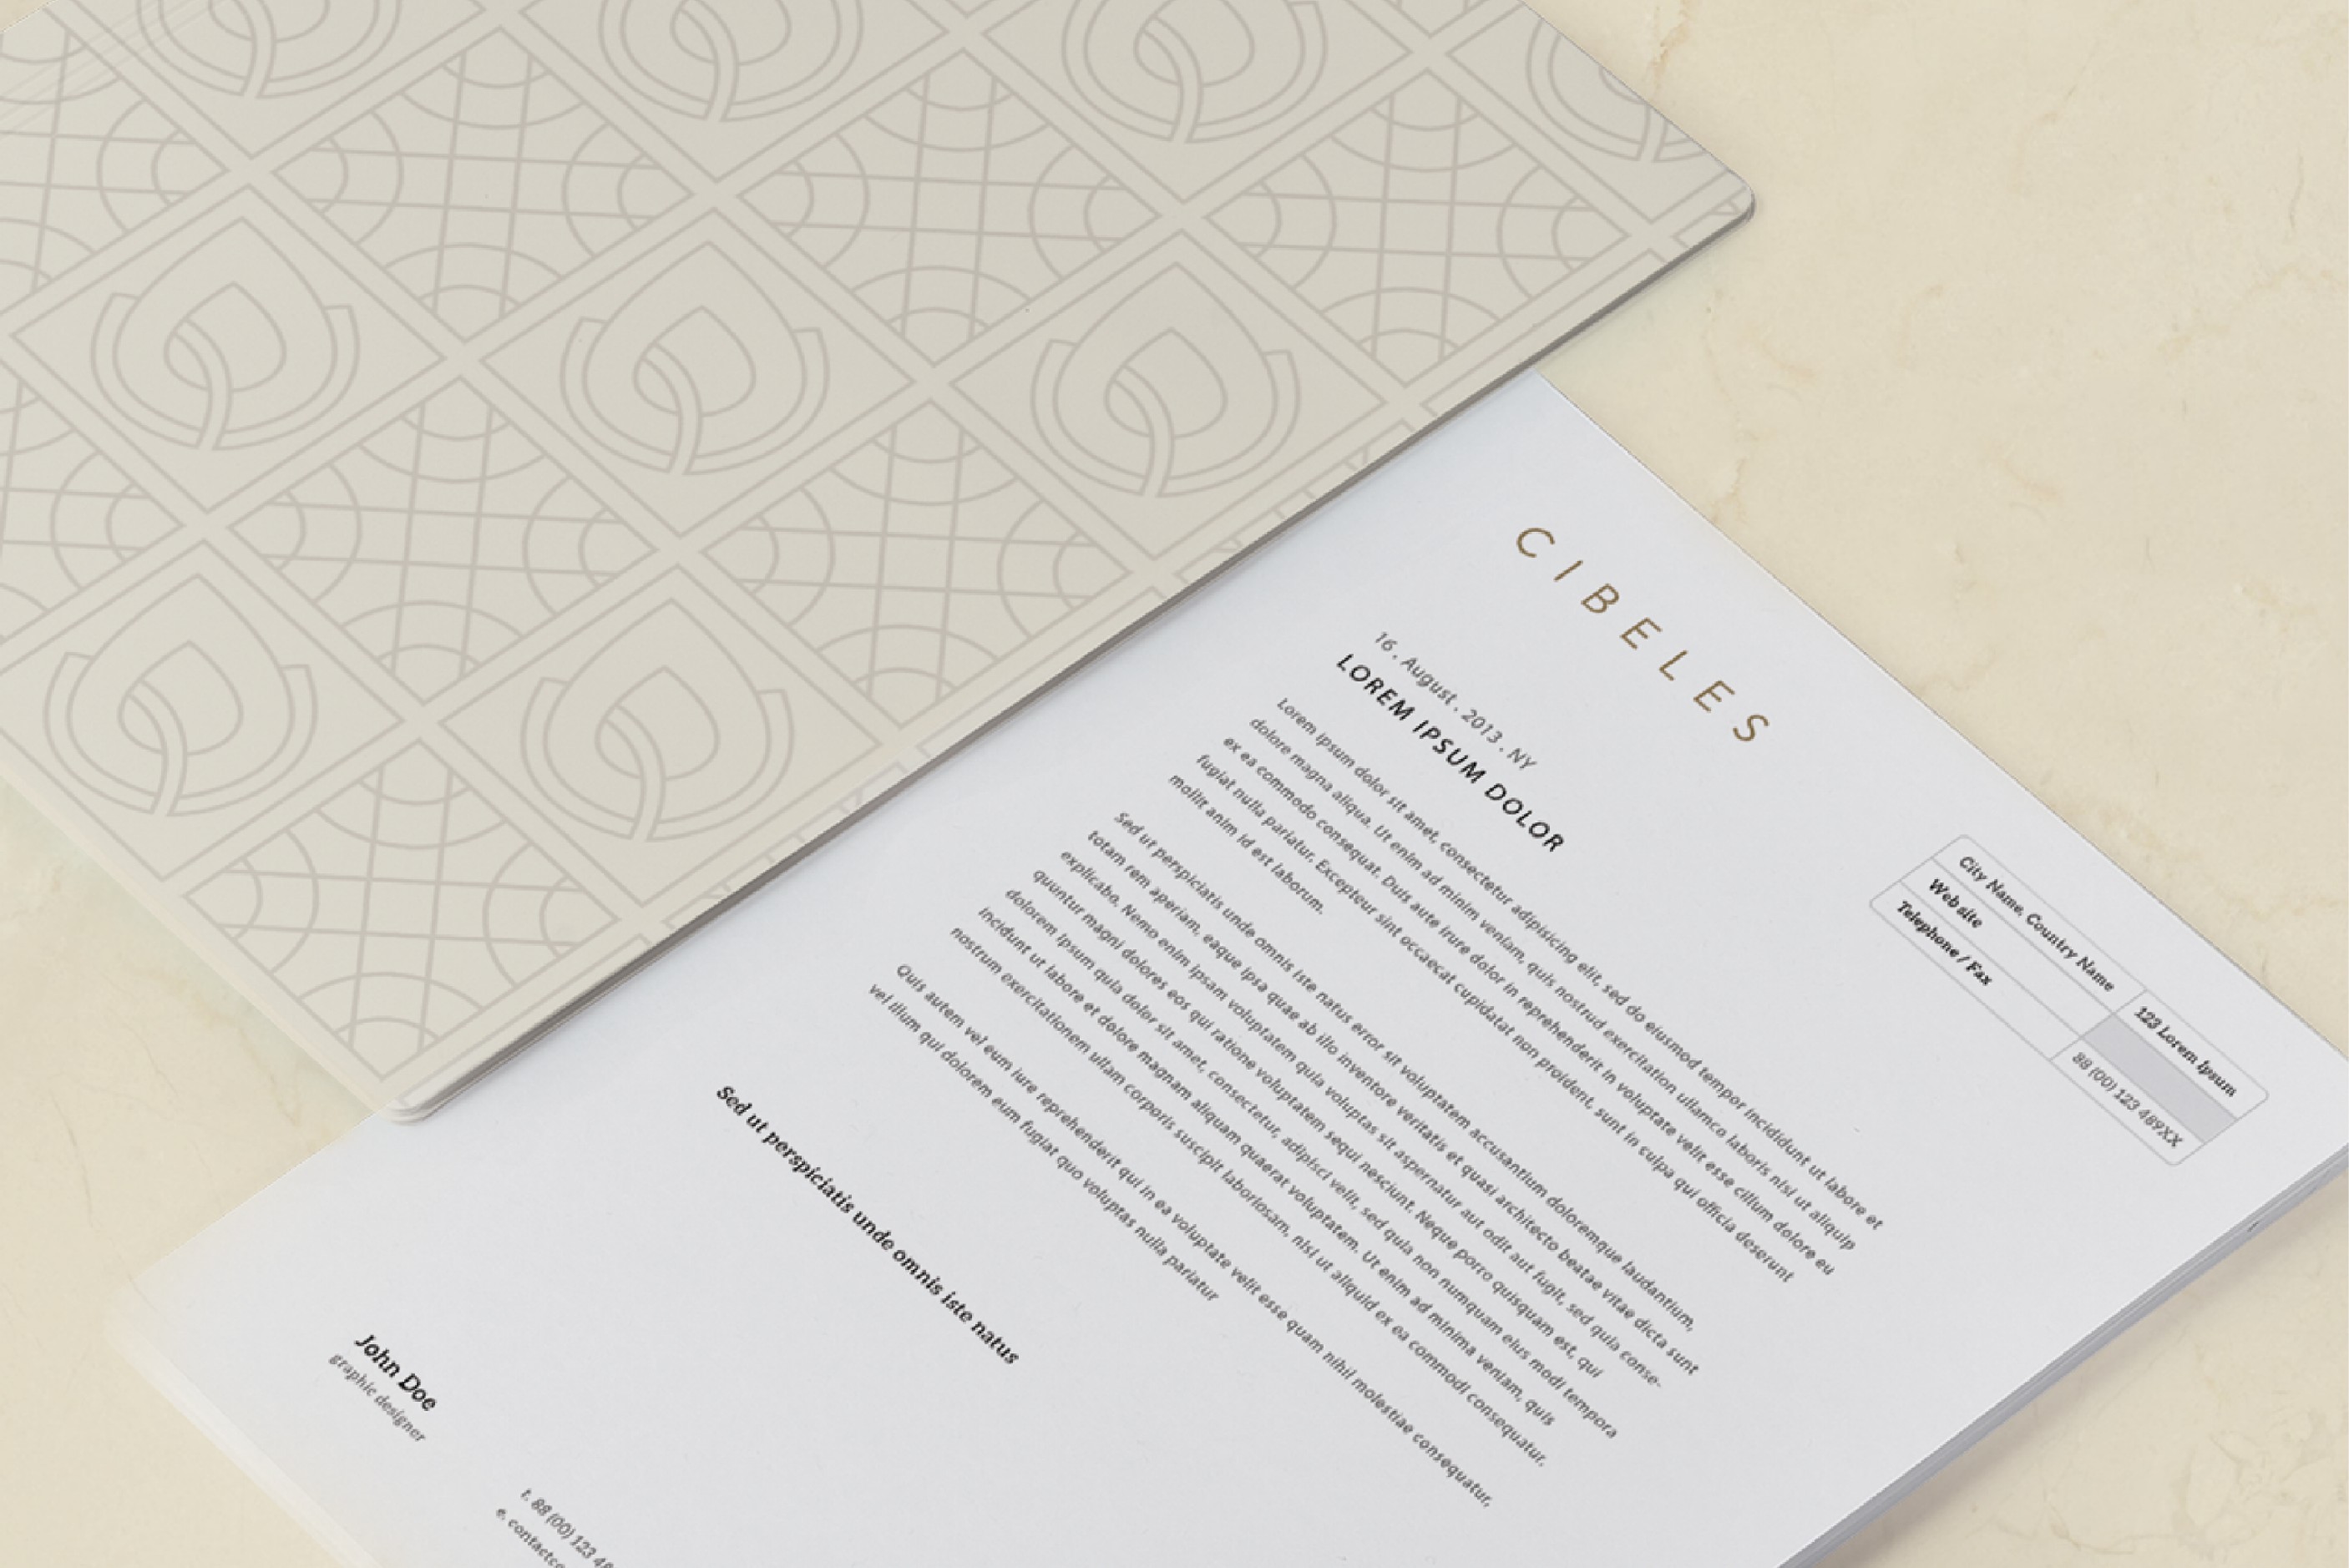 CIBELES
16 . August . 2013 . NY
LOREM IPSUM DOLOR
Lorem ipsum dolor sit amet, consectetur adipisicing elit, sed do eiusmod tempor incididunt ut labore et
dolore magna aliqua. Ut enim ad minim veniam, quis nostrud exercitation ullamco laboris nisi ut aliquip
ex ea commodo consequat. Duis aute irure dolor in reprehenderit in voluptate velit esse cillum dolore eu
fugiat nulla pariatur. Excepteur sint occaecat cupidatat non proident, sunt in culpa qui officia deserunt
mollit anim id est laborum.
Sed ut perspiciatis unde omnis iste natus error sit voluptatem accusantium doloremque laudantium,
totam rem aperiam, eaque ipsa quae ab illo inventore veritatis et quasi architecto beatae vitae dicta sunt
explicabo. Nemo enim ipsam voluptatem quia voluptas sit aspernatur aut odit aut fugit, sed quia conse-
quuntur magni dolores eos qui ratione voluptatem sequi nesciunt. Neque porro quisquam est, qui
dolorem ipsum quia dolor sit amet, consectetur, adipisci velit, sed quia non numquam eius modi tempora
incidunt ut labore et dolore magnam aliquam quaerat voluptatem. Ut enim ad minima veniam, quis
nostrum exercitationem ullam corporis suscipit laboriosam, nisi ut aliquid ex ea commodi consequatur.
Quis autem vel eum iure reprehenderit qui in ea voluptate velit esse quam nihil molestiae consequatur,
vel illum qui dolorem eum fugiat quo voluptas nulla pariatur
Sed ut perspiciatis unde omnis iste natus
John Doe
graphic designer
t. 88 (00) 123 48
e. contactco
City Name, Country Name
123 Lorem Ipsum
Web site
Telephone / Fax
88 (00) 123 489XX